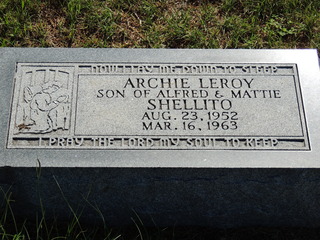 NOW I LAY ME DOWN TO SLEEP
ARCHIE LEROY
SON OF ALFRED & MATTIE
SHELLITO
AUG. 23, 1952
MAR. 16, 1963
I PRAY THE LORD MY SOUL TO KEEP